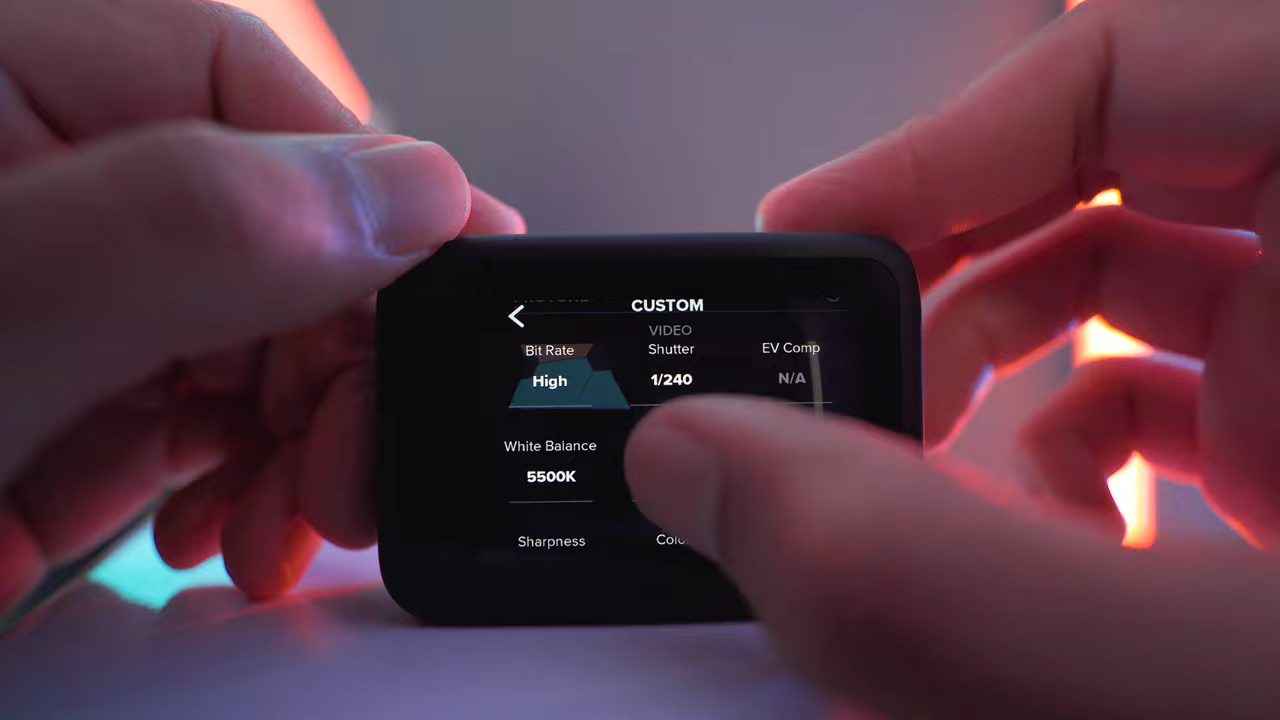 CUSTOM
VIDEO
Bit Rate Shutter EV Comp
High 1/240 N/A
White Balance
5500K
Sharpness